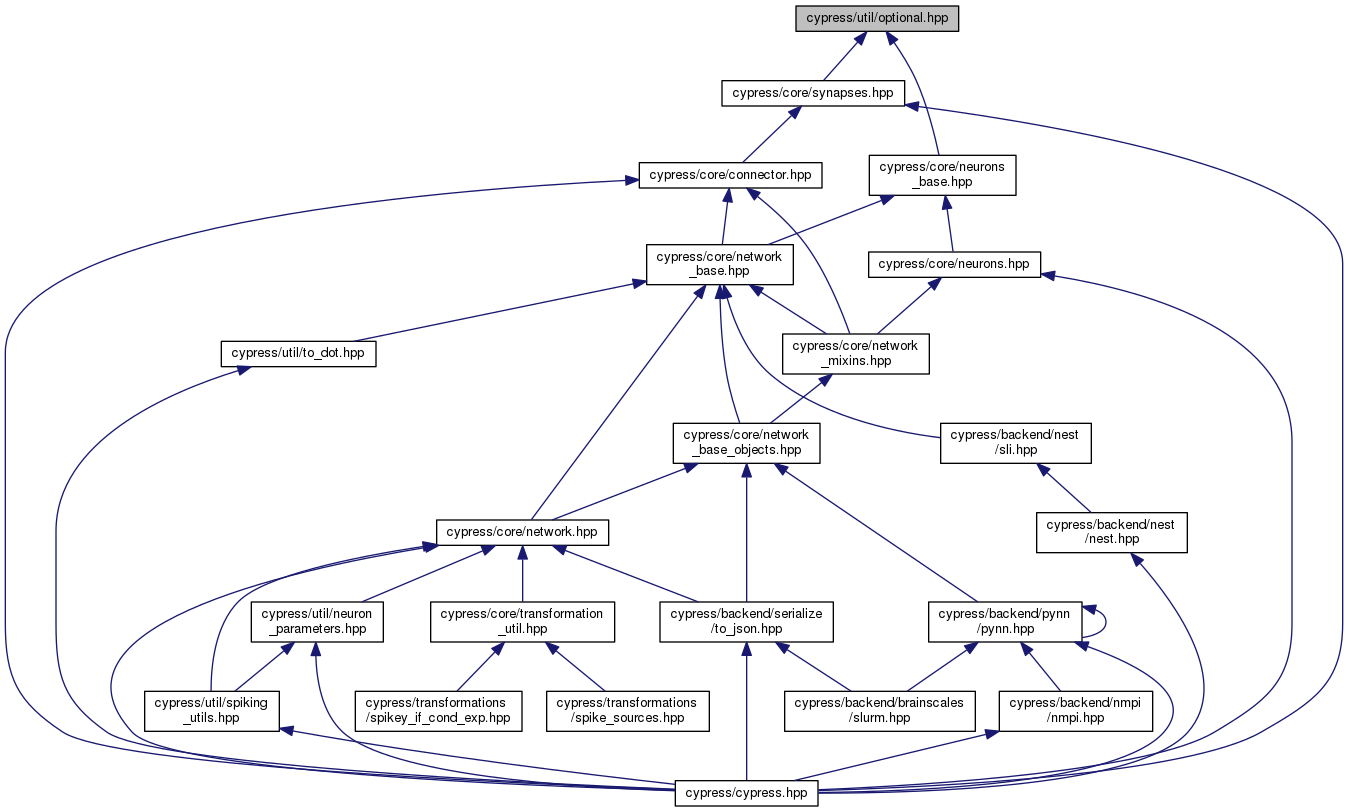 cypress/util/optional.hpp
cypress/core/synapses.hpp
cypress/core/connector.hpp
cypress/core/neurons
_base.hpp
cypress/core/network
_base.hpp
cypress/core/neurons.hpp
cypress/util/to_dot.hpp
cypress/core/network
_mixins.hpp
cypress/core/network
_base_objects.hpp
cypress/backend/nest
/sli.hpp
cypress/core/network.hpp
cypress/backend/nest
/nest.hpp
cypress/util/neuron
_parameters.hpp
cypress/core/transformation
_util.hpp
cypress/backend/serialize
/to_json.hpp
cypress/backend/pynn
/pynn.hpp
cypress/util/spiking
_utils.hpp
cypress/transformations
/spikey_if_cond_exp.hpp
cypress/transformations
/spike_sources.hpp
cypress/backend/brainscales
/slurm.hpp
cypress/backend/nmpi
/nmpi.hpp
cypress/cypress.hpp